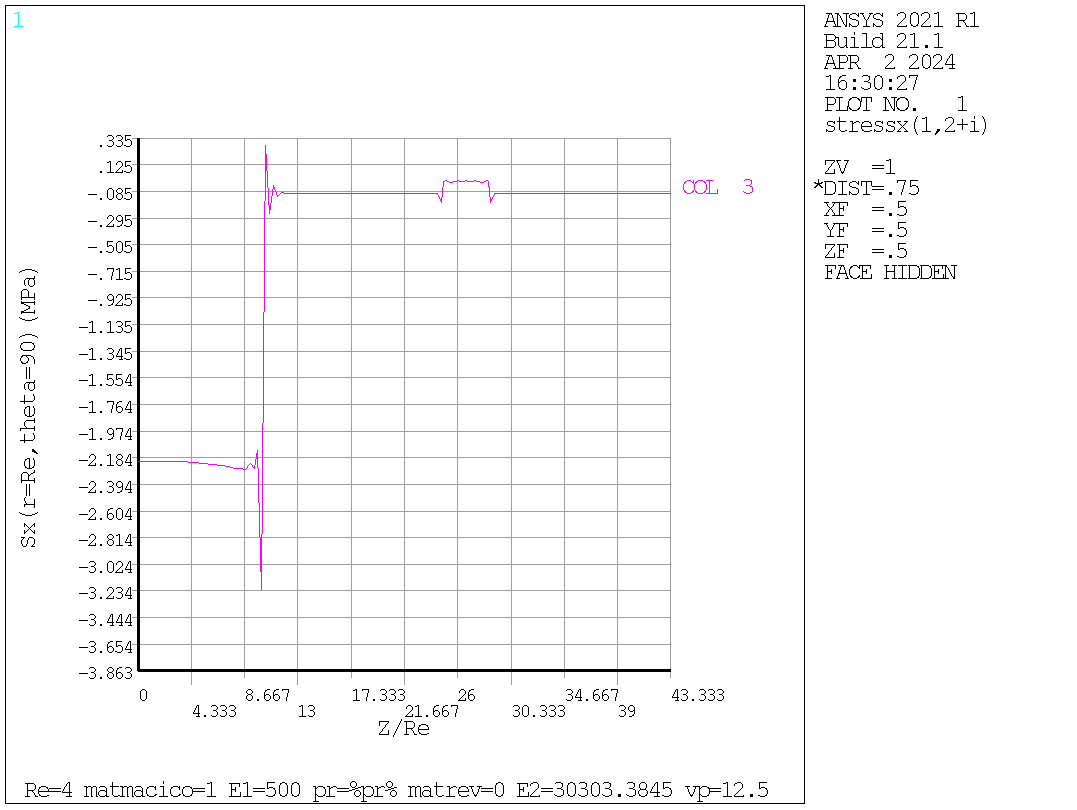 1
ANSYS 2021 R1
Build 21.1
APR  2 2024
16:30:27
PLOT NO.   1
stressx(1,2+i)
ZV  =1
*DIST=.75
XF  =.5
YF  =.5
ZF  =.5
FACE HIDDEN
COL  3
.335
.125
-.085
-.295
-.505
-.715
-.925
-1.135
-1.345
-1.554
-1.764
-1.974
-2.184
-2.394
-2.604
-2.814
-3.024
-3.234
-3.444
-3.654
-3.863
Sx(r=Re,theta=90)(MPa)
0 8.667 17.333 26 34.667 43.333
4.333 13 21.667 30.333 39
Z/Re
Re=4 matmacico=1 E1=500 pr=%pr% matrev=0 E2=30303.3845 vp=12.5